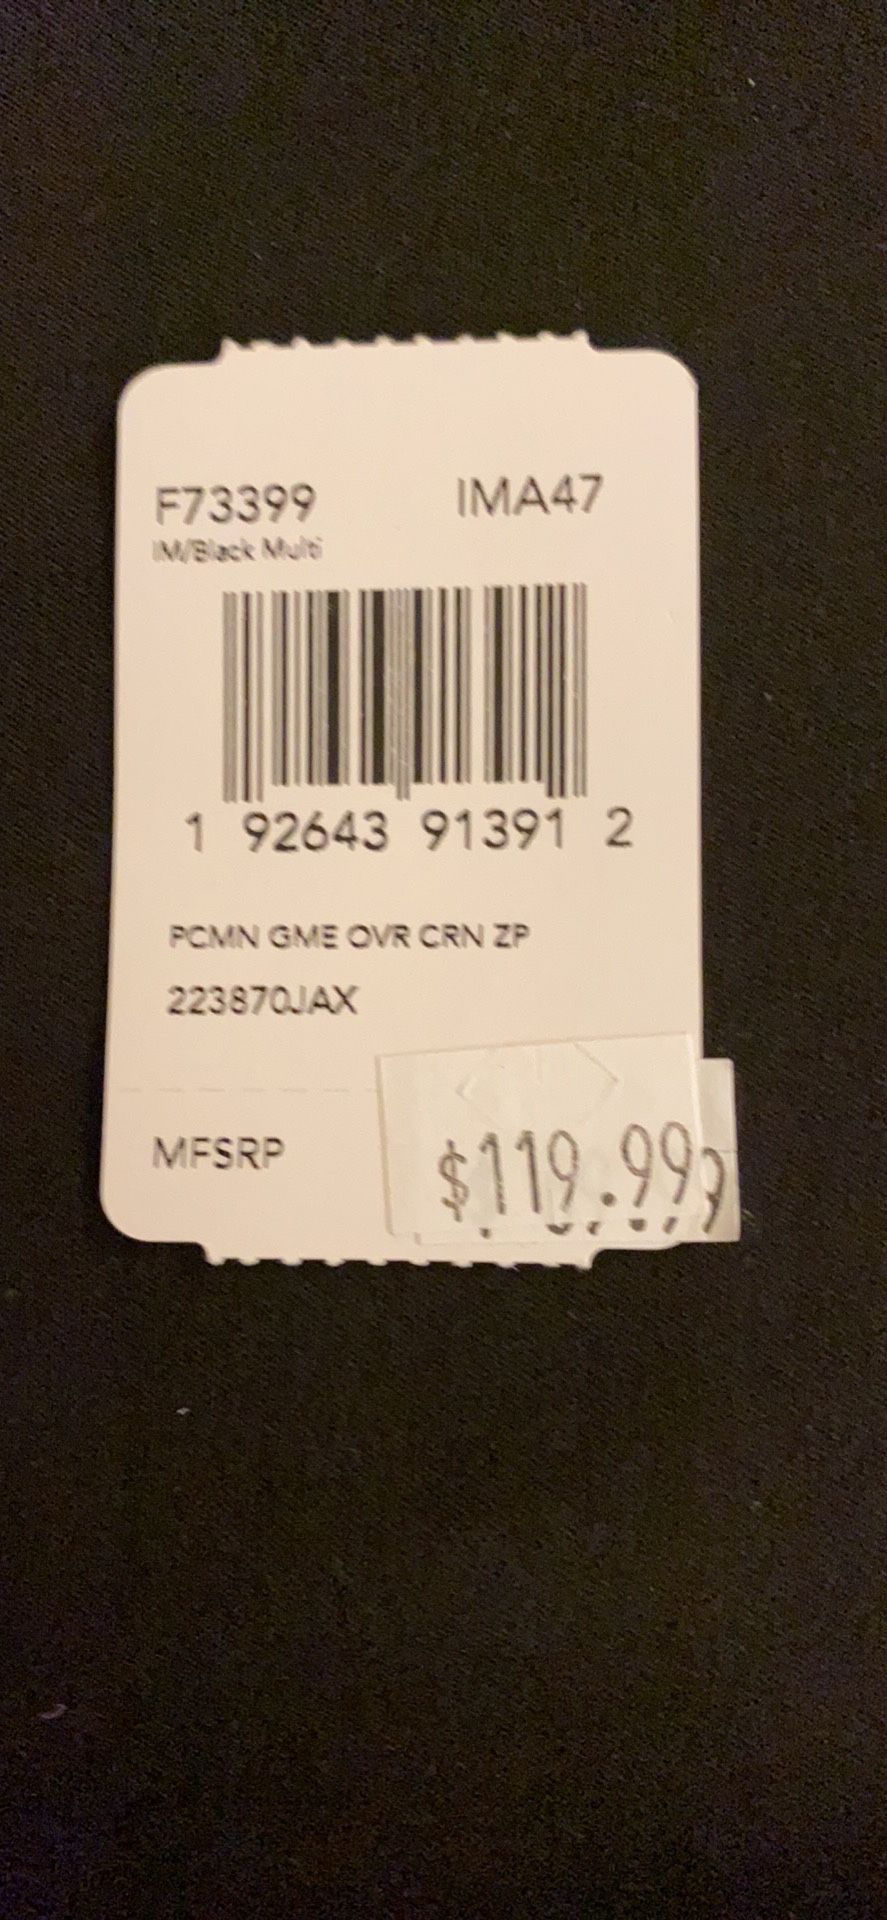 F73399 IMA47
IM/Black Multi
1 92643 91391 2
PCMN GME OVR CRN ZP
223870JAX
MFSRP $119.99